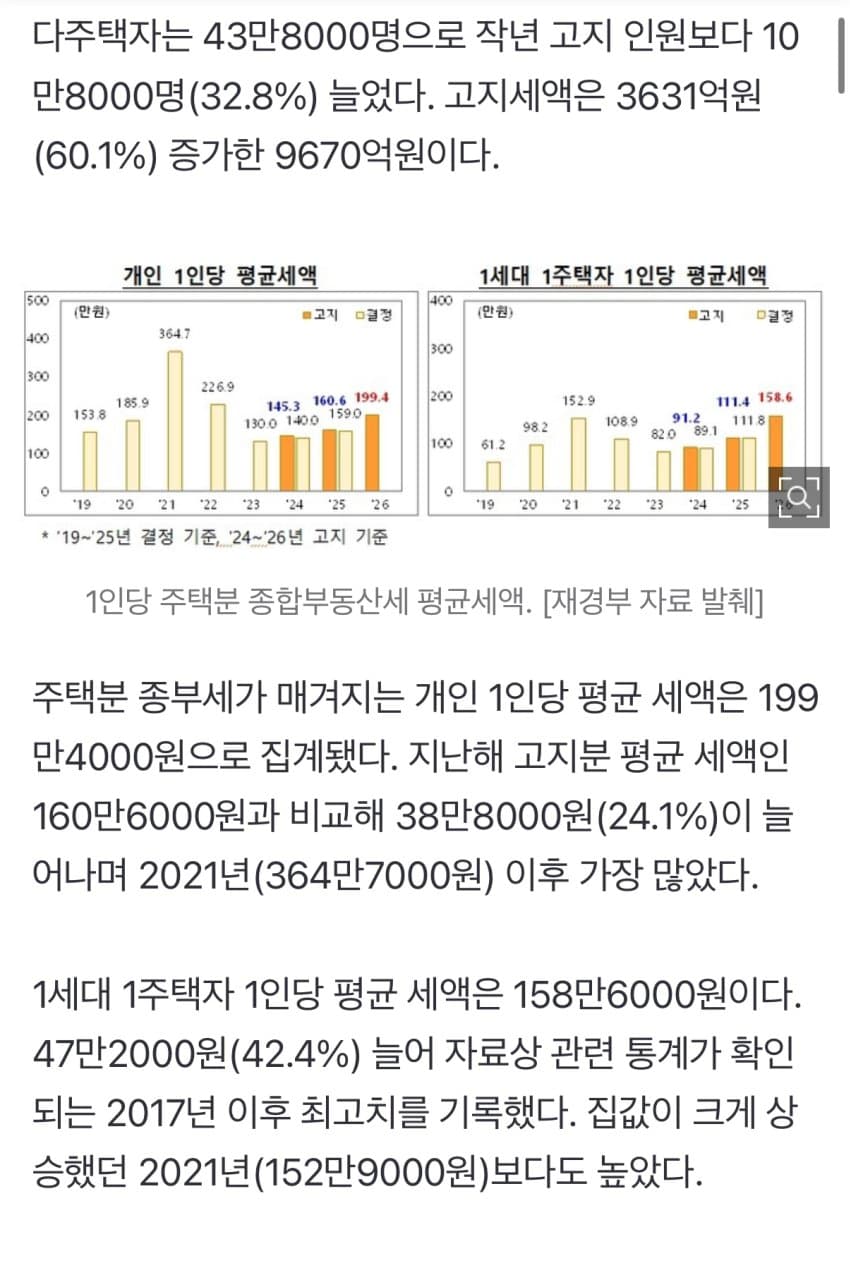 다주택자는 43만8000명으로 작년 고지 인원보다 10
만8000명(32.8%) 늘었다. 고지세액은 3631억원
(60.1%) 증가한 9670억원이다.
개인 1인당 평균세액
(만원)
고지 결정
500
400
300
200
100
0
153.8 185.9 364.7 226.9 130.0 145.3 140.0 160.6 159.0 199.4
'19 '20 '21 '22 '23 '24 '25 '26
1세대 1주택자 1인당 평균세액
(만원)
고지 결정
400
300
200
100
0
61.2 98.2 152.9 108.9 82.0 91.2 89.1 111.4 111.8 158.6
'19 '20 '21 '22 '23 '24 '25
* '19~'25년 결정 기준, '24~'26년 고지 기준
1인당 주택분 종합부동산세 평균세액. [재경부 자료 발췌]
주택분 종부세가 매겨지는 개인 1인당 평균 세액은 199
만4000원으로 집계됐다. 지난해 고지분 평균 세액인
160만6000원과 비교해 38만8000원(24.1%)이 늘
어나며 2021년(364만7000원) 이후 가장 많았다.
1세대 1주택자 1인당 평균 세액은 158만6000원이다.
47만2000원(42.4%) 늘어 자료상 관련 통계가 확인
되는 2017년 이후 최고치를 기록했다. 집값이 크게 상
승했던 2021년(152만9000원)보다도 높았다.